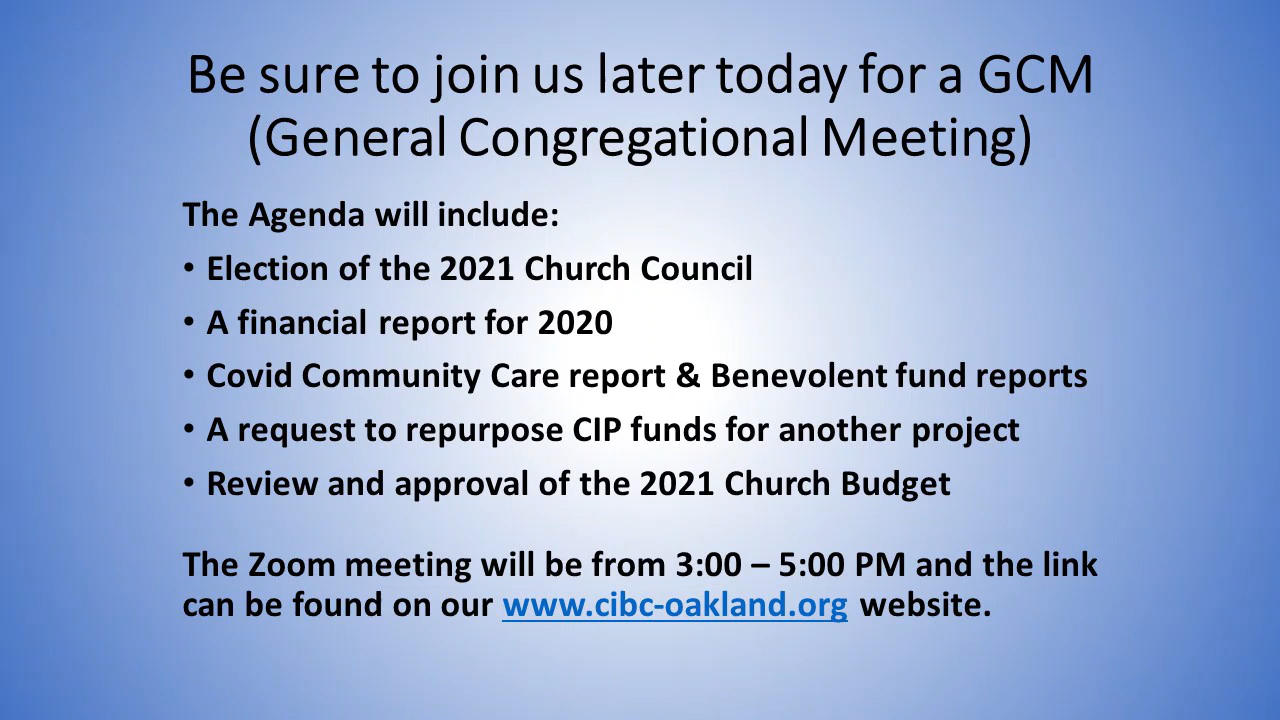 Be sure to join us later today for a GCM
(General Congregational Meeting)
The Agenda will include:
• Election of the 2021 Church Council
• A financial report for 2020
• Covid Community Care report & Benevolent fund reports
• A request to repurpose CIP funds for another project
• Review and approval of the 2021 Church Budget
The Zoom meeting will be from 3:00 – 5:00 PM and the link
can be found on our www.cibc-oakland.org website.